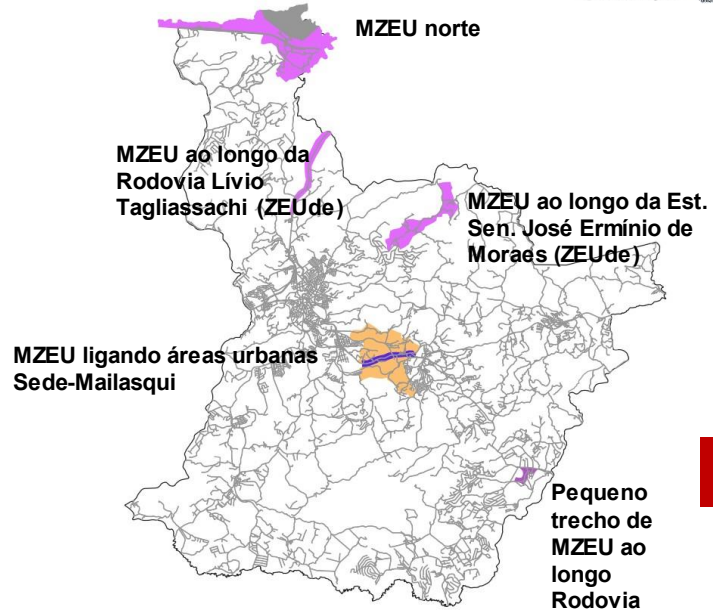 MZEU norte
MZEU ao longo da
Rodovia Lívio
Tagliassachi (ZEUde)
MZEU ao longo da Est.
Sen. José Ermínio de
Moraes (ZEUde)
MZEU ligando áreas urbanas
Sede-Mailasqui
Pequeno
trecho de
MZEU ao
longo
Rodovia